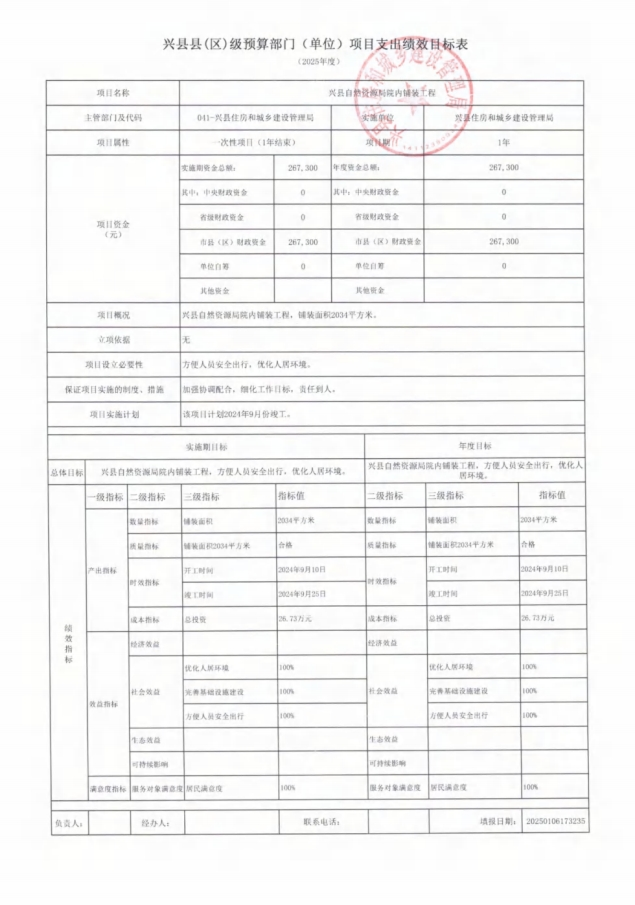 兴县县(区)级预算部门（单位）项目支出绩效目标表
（2025年度）
项目名称 兴县自然资源局院内铺装工程
主管部门及代码 041-兴县住房和城乡建设管理局 实施单位 兴县住房和城乡建设管理局
项目属性 一次性项目（1年结束） 项目期 1年
项目资金（元） 实施期资金总额： 267,300 年度资金总额： 267,300
其中：中央财政资金 0 其中：中央财政资金 0
省级财政资金 0 省级财政资金 0
市县（区）财政资金 267,300 市县（区）财政资金 267,300
单位自筹 0 单位自筹 0
其他资金 其他资金
项目概况 兴县自然资源局院内铺装工程，铺装面积2034平方米。
立项依据 无
项目设立必要性 方便人员安全出行，优化人居环境。
保证项目实施的制度、措施 加强协调配合，细化工作目标，责任到人。
项目实施计划 该项目计划2024年9月份竣工。
实施期目标 年度目标
总体目标 兴县自然资源局院内铺装工程，方便人员安全出行，优化人居环境。 兴县自然资源局院内铺装工程，方便人员安全出行，优化人居环境。
绩效指标
一级指标 二级指标 三级指标 指标值 二级指标 三级指标 指标值
产出指标 数量指标 铺装面积 2034平方米 数量指标 铺装面积 2034平方米
质量指标 铺装面积2034平方米 合格 质量指标 铺装面积2034平方米 合格
时效指标 开工时间 2024年9月10日 时效指标 开工时间 2024年9月10日
竣工时间 2024年9月25日 竣工时间 2024年9月25日
成本指标 总投资 26.73万元 成本指标 总投资 26.73万元
效益指标 经济效益 经济效益
社会效益 优化人居环境 100% 社会效益 优化人居环境 100%
完善基础设施建设 100% 完善基础设施建设 100%
方便人员安全出行 100% 方便人员安全出行 100%
生态效益 生态效益
可持续影响 可持续影响
满意度指标 服务对象满意度 居民满意度 100% 服务对象满意度 居民满意度 100%
负责人： 经办人： 联系电话： 填报日期： 20250106173235
兴县住房和城乡建设管理局